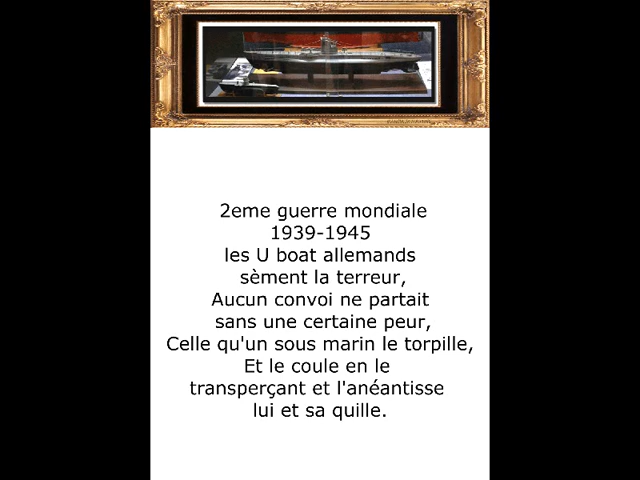 2eme guerre mondiale
1939-1945
les U boat allemands
sèment la terreur,
Aucun convoi ne partait
sans une certaine peur,
Celle qu'un sous marin le torpille,
Et le coule en le
transperçant et l'anéantisse
lui et sa quille.